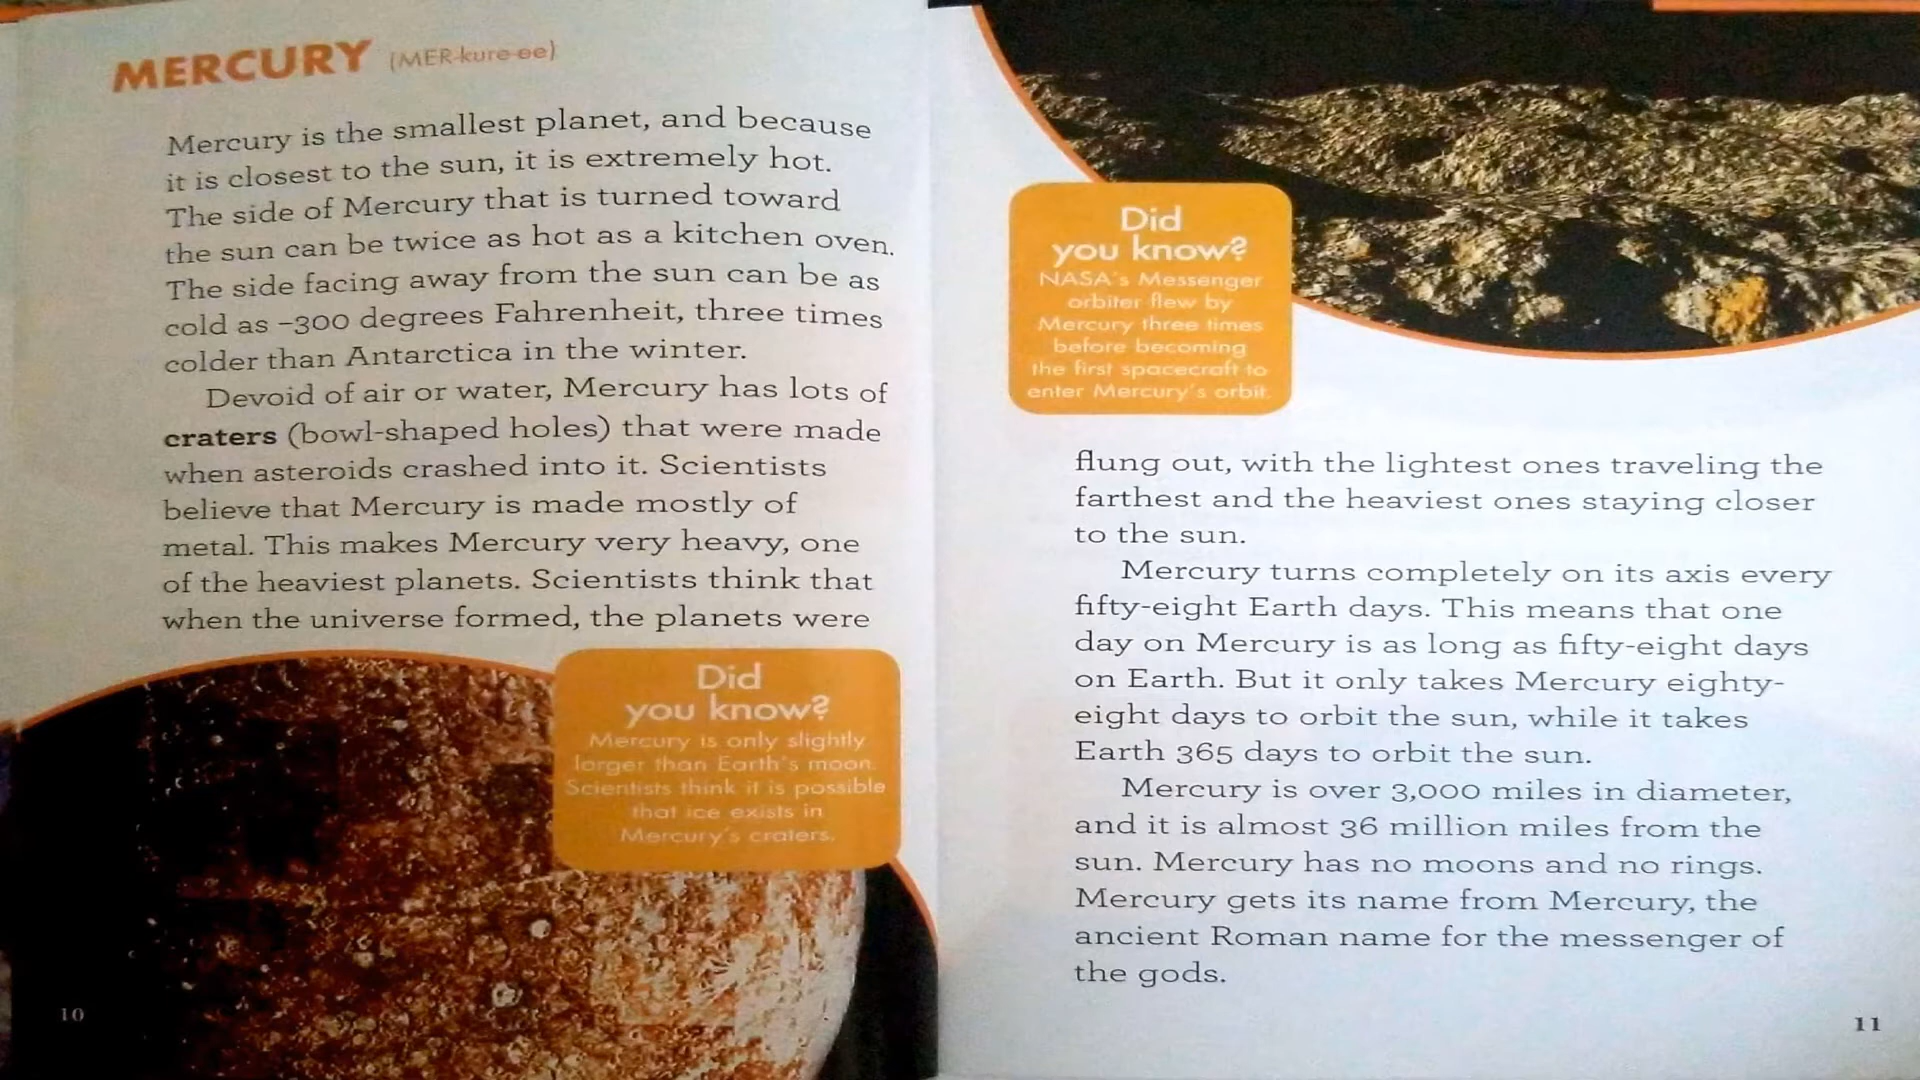 MERCURY (MER-kure-ee)
Mercury is the smallest planet, and because
it is closest to the sun, it is extremely hot.
The side of Mercury that is turned toward
the sun can be twice as hot as a kitchen oven.
The side facing away from the sun can be as
cold as –300 degrees Fahrenheit, three times
colder than Antarctica in the winter.
Devoid of air or water, Mercury has lots of
craters (bowl-shaped holes) that were made
when asteroids crashed into it. Scientists
believe that Mercury is made mostly of
metal. This makes Mercury very heavy, one
of the heaviest planets. Scientists think that
when the universe formed, the planets were
Did
you know?
Mercury is only slightly
larger than Earth's moon.
Scientists think it is possible
that ice exists in
Mercury's craters.
10
Did
you know?
NASA's Messenger
orbiter flew by
Mercury three times
before becoming
the first spacecraft to
enter Mercury's orbit.
flung out, with the lightest ones traveling the
farthest and the heaviest ones staying closer
to the sun.
Mercury turns completely on its axis every
fifty-eight Earth days. This means that one
day on Mercury is as long as fifty-eight days
on Earth. But it only takes Mercury eighty-
eight days to orbit the sun, while it takes
Earth 365 days to orbit the sun.
Mercury is over 3,000 miles in diameter,
and it is almost 36 million miles from the
sun. Mercury has no moons and no rings.
Mercury gets its name from Mercury, the
ancient Roman name for the messenger of
the gods.
11